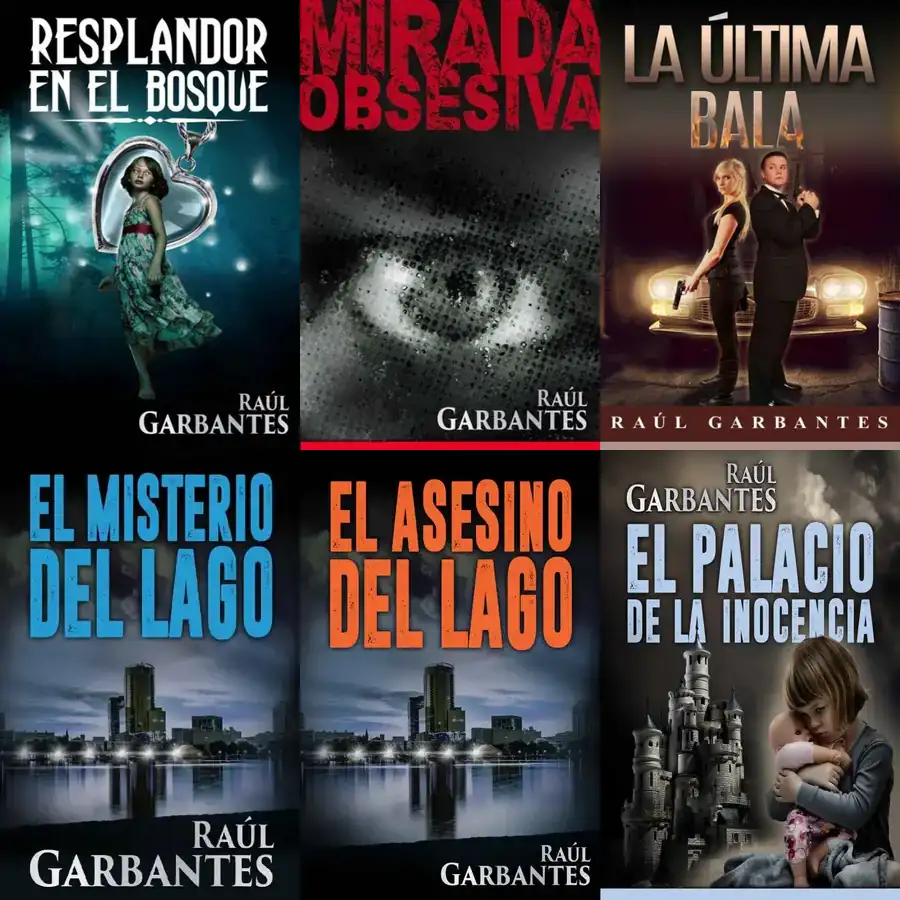 RESPLANDOR
EN EL BOSQUE
RAÚL
GARBANTES
MIRADA
OBSESIVA
RAÚL
GARBANTES
LA ÚLTIMA
BALA
RAÚL GARBANTES
EL MISTERIO
DEL LAGO
RAÚL
GARBANTES
EL ASESINO
DEL LAGO
RAÚL
GARBANTES
RAÚL
GARBANTES
EL PALACIO
DE LA INOCENCIA